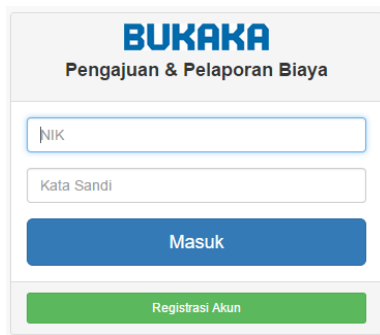 BUKAKA
Pengajuan & Pelaporan Biaya
NIK
Kata Sandi
Masuk
Registrasi Akun